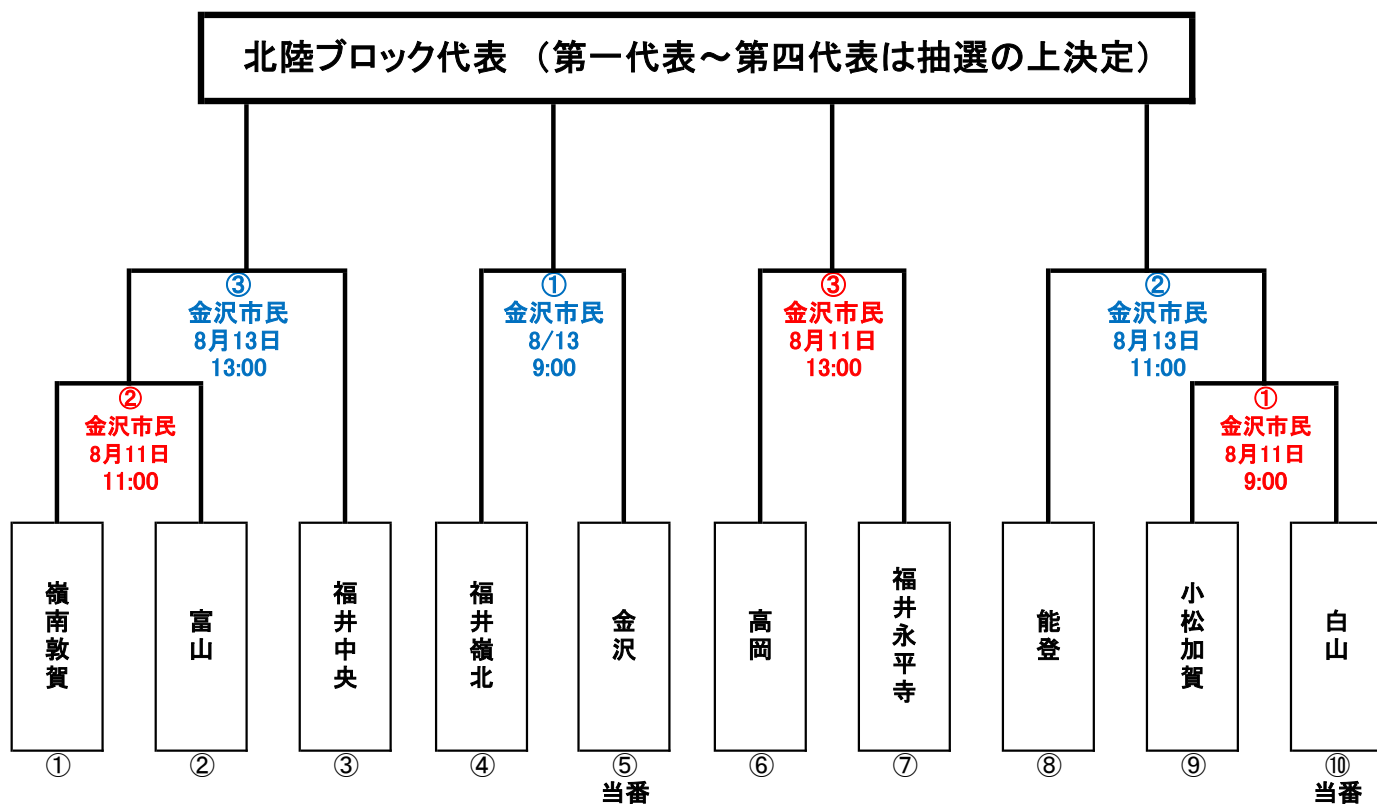 北陸ブロック代表 （第一代表～第四代表は抽選の上決定）
③
金沢市民
8月13日
13:00
①
金沢市民
8/13
9:00
③
金沢市民
8月11日
13:00
②
金沢市民
8月13日
11:00
②
金沢市民
8月11日
11:00
①
金沢市民
8月11日
9:00
嶺南敦賀
富山
福井中央
福井嶺北
金沢
高岡
福井永平寺
能登
小松加賀
白山
①
②
③
④
⑤
⑥
⑦
⑧
⑨
⑩
当番
当番